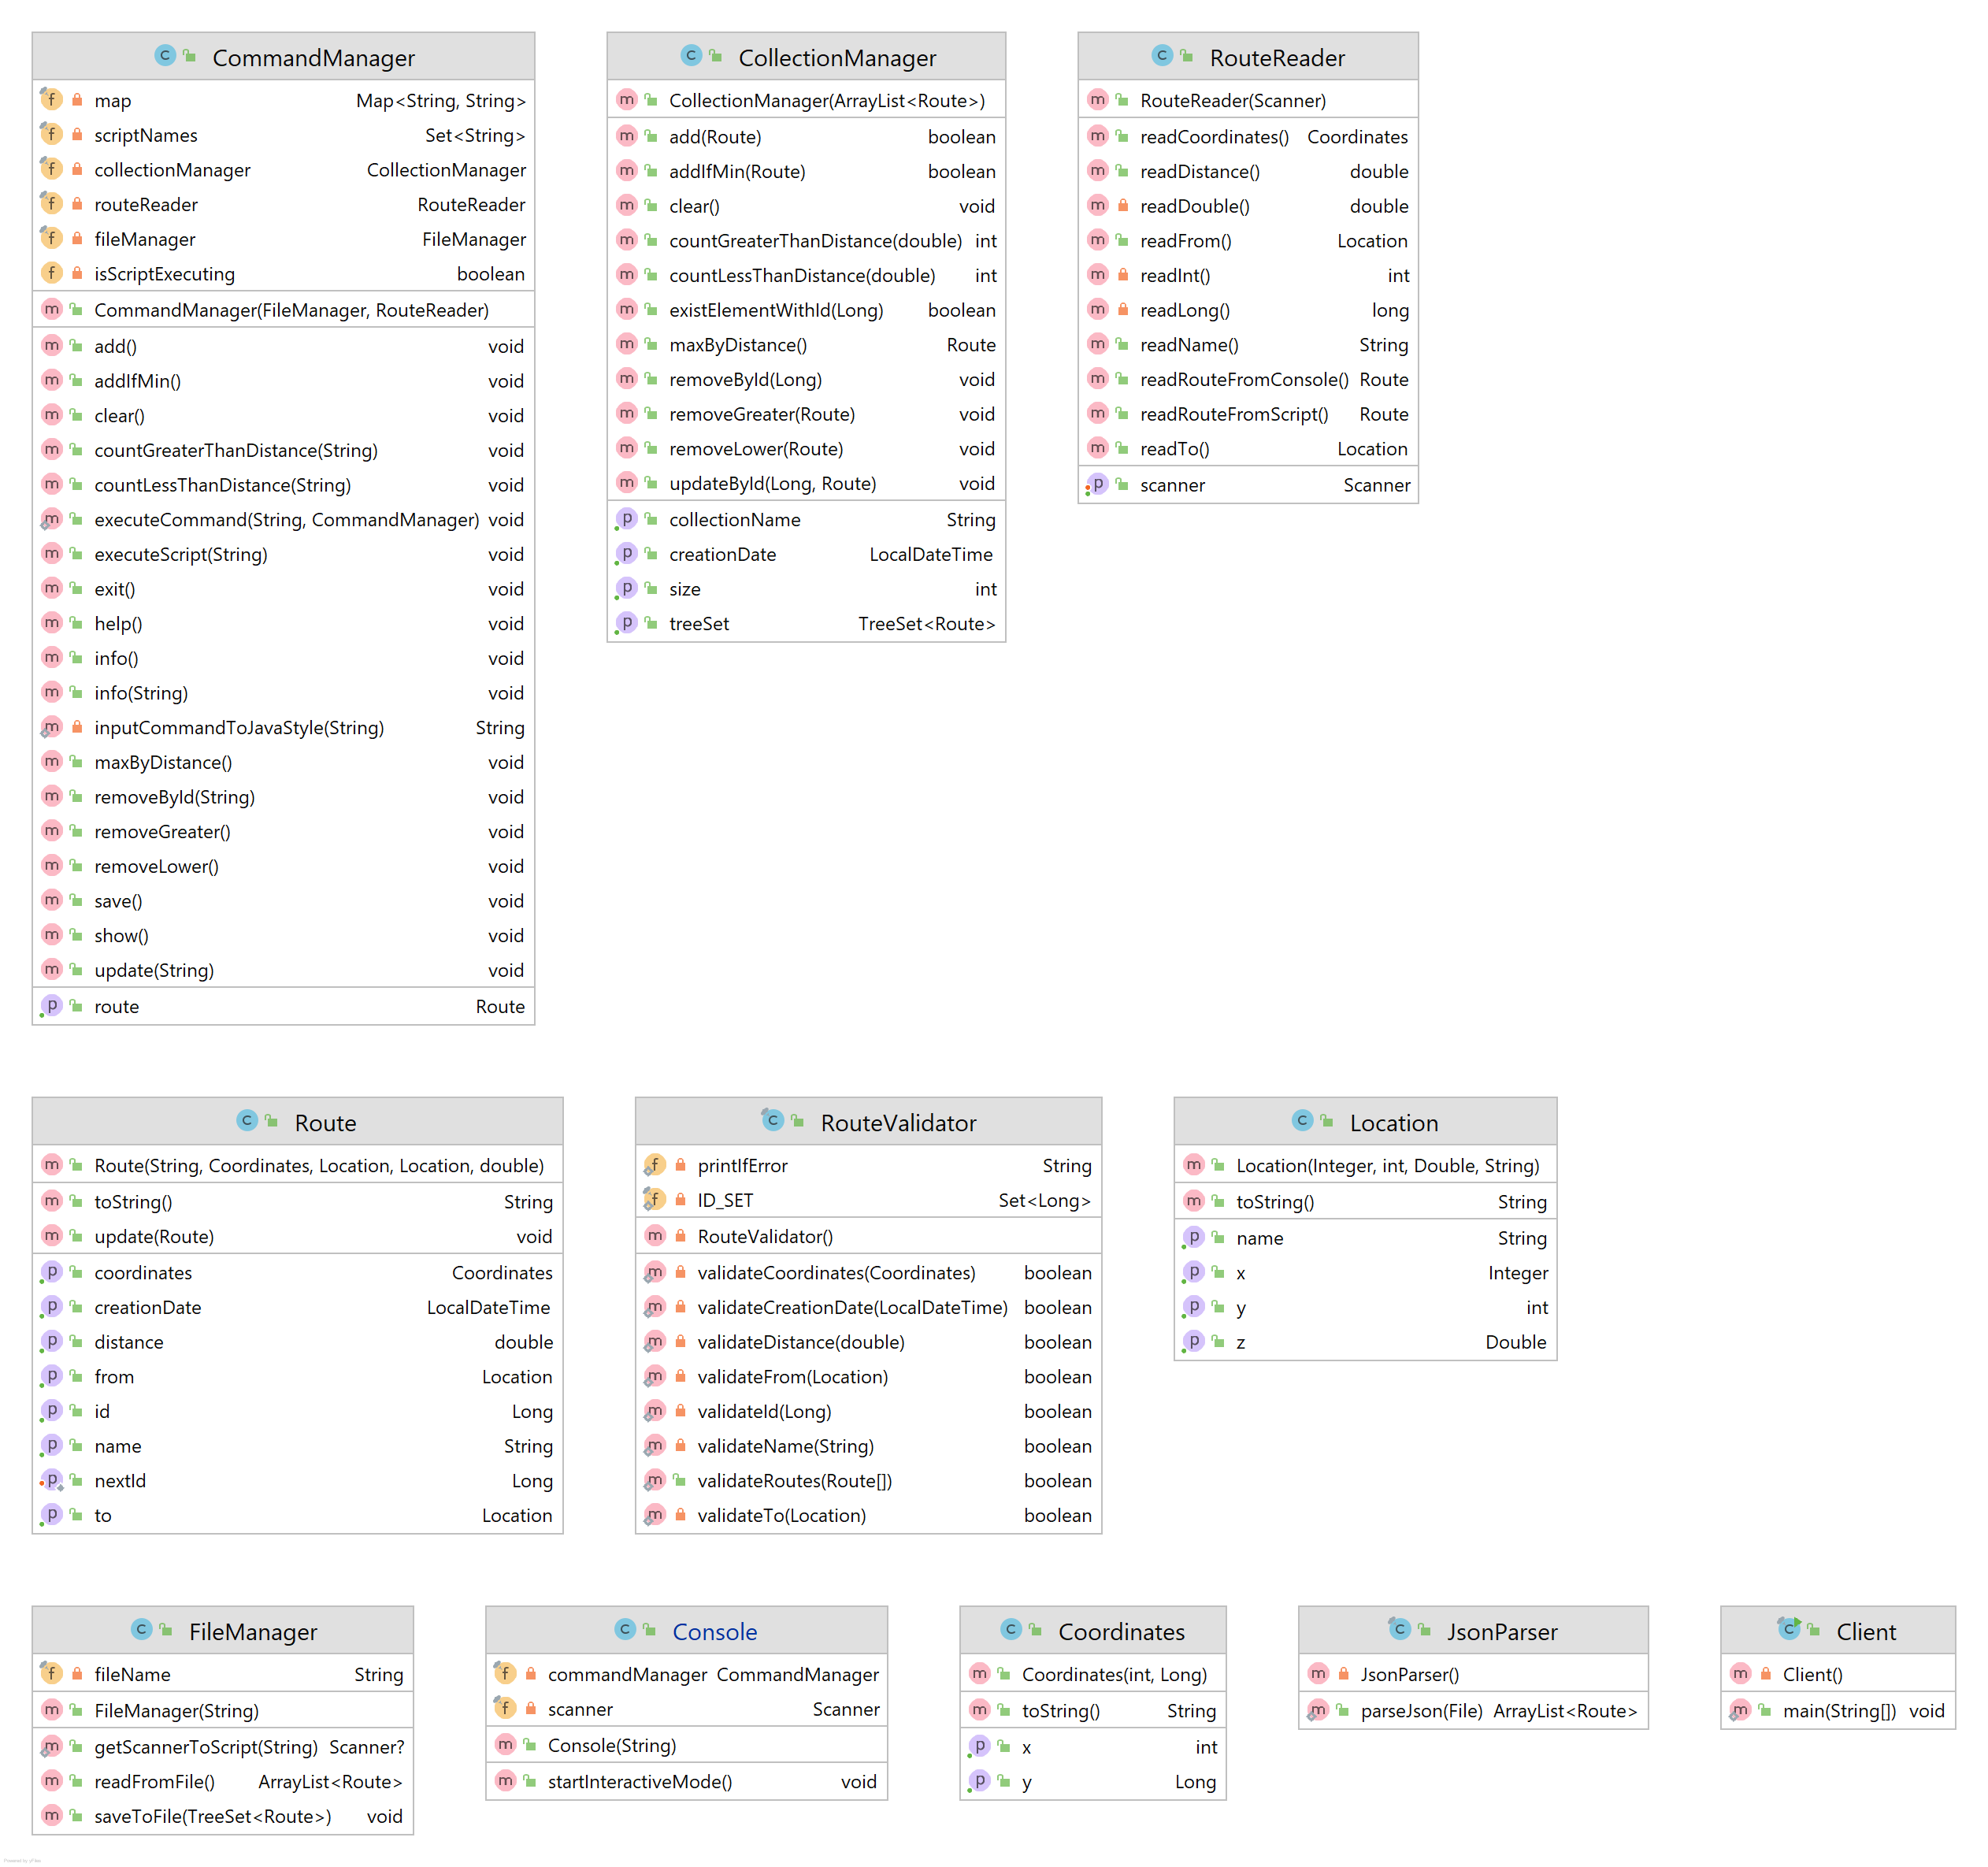 CommandManager
map Map<String, String>
scriptNames Set<String>
collectionManager CollectionManager
routeReader RouteReader
fileManager FileManager
isScriptExecuting boolean
CommandManager(FileManager, RouteReader)
add() void
addIfMin() void
clear() void
countGreaterThanDistance(String) void
countLessThanDistance(String) void
executeCommand(String, CommandManager) void
executeScript(String) void
exit() void
help() void
info() void
info(String) void
inputCommandToJavaStyle(String) String
maxByDistance() void
removeById(String) void
removeGreater() void
removeLower() void
save() void
show() void
update(String) void
route Route
CollectionManager
CollectionManager(ArrayList<Route>)
add(Route) boolean
addIfMin(Route) boolean
clear() void
countGreaterThanDistance(double) int
countLessThanDistance(double) int
existElementWithId(Long) boolean
maxByDistance() Route
removeById(Long) void
removeGreater(Route) void
removeLower(Route) void
updateById(Long, Route) void
collectionName String
creationDate LocalDateTime
size int
treeSet TreeSet<Route>
RouteReader
RouteReader(Scanner)
readCoordinates() Coordinates
readDistance() double
readDouble() double
readFrom() Location
readInt() int
readLong() long
readName() String
readRouteFromConsole() Route
readRouteFromScript() Route
readTo() Location
scanner Scanner
Route
Route(String, Coordinates, Location, Location, double)
toString() String
update(Route) void
coordinates Coordinates
creationDate LocalDateTime
distance double
from Location
id Long
name String
nextId Long
to Location
RouteValidator
printIfError String
ID_SET Set<Long>
RouteValidator()
validateCoordinates(Coordinates) boolean
validateCreationDate(LocalDateTime) boolean
validateDistance(double) boolean
validateFrom(Location) boolean
validateId(Long) boolean
validateName(String) boolean
validateRoutes(Route[]) boolean
validateTo(Location) boolean
Location
Location(Integer, int, Double, String)
toString() String
name String
x Integer
y int
z Double
FileManager
fileName String
FileManager(String)
getScannerToScript(String) Scanner?
readFromFile() ArrayList<Route>
saveToFile(TreeSet<Route>) void
Console
commandManager CommandManager
scanner Scanner
Console(String)
startInteractiveMode() void
Coordinates
Coordinates(int, Long)
toString() String
x int
y Long
JsonParser
JsonParser()
parseJson(File) ArrayList<Route>
Client
Client()
main(String[]) void
Powered by yFiles